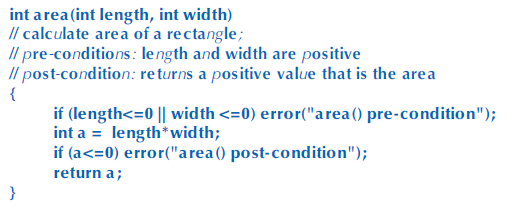 int area(int length, int width)
// calculate area of a rectangle;
// pre-conditions: length and width are positive
// post-condition: returns a positive value that is the area
{
if (length<=0 || width <=0) error("area() pre-condition");
int a = length*width;
if (a<=0) error("area() post-condition");
return a;
}